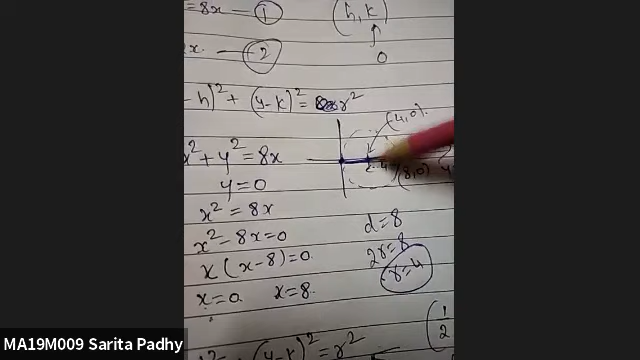 = 8x — ①
(h, k)
x. — ②
0
- h)² + (y-k)² = r²
(4,0)
x² + y² = 8x
(8,0)
y = 0
x² = 8x
d = 8
x² - 8x = 0
2r = 8
x (x-8) = 0
r = 4
x = 0 x = 8.
(y-k)² = r²
(1/2
MA19M009 Sarita Padhy